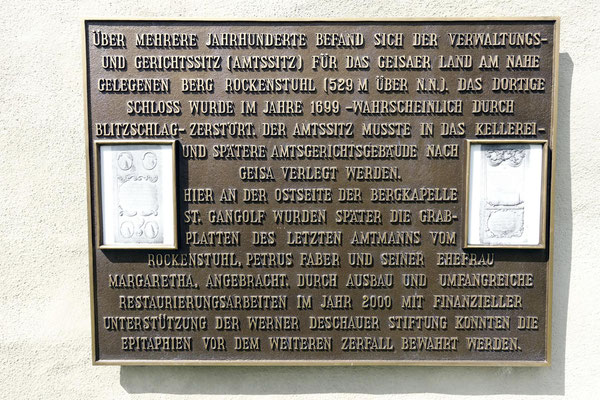 ÜBER MEHRERE JAHRHUNDERTE BEFAND SICH DER VERWALTUNGS-
UND GERICHTSSITZ (AMTSSITZ) FÜR DAS GEISAER LAND AM NAHE
GELEGENEN BERG ROCKENSTUHL (529 M ÜBER N.N.). DAS DORTIGE
SCHLOSS WURDE IM JAHRE 1699 -WAHRSCHEINLICH DURCH
BLITZSCHLAG- ZERSTÖRT. DER AMTSSITZ MUSSTE IN DAS KELLEREI-
UND SPÄTERE AMTSGERICHTSGEBÄUDE NACH
GEISA VERLEGT WERDEN.
HIER AN DER OSTSEITE DER BERGKAPELLE
ST. GANGOLF WURDEN SPÄTER DIE GRAB-
PLATTEN DES LETZTEN AMTMANNS VOM
ROCKENSTUHL, PETRUS FABER UND SEINER EHEFRAU
MARGARETHA, ANGEBRACHT. DURCH AUSBAU UND UMFANGREICHE
RESTAURIERUNGSARBEITEN IM JAHR 2000 MIT FINANZIELLER
UNTERSTÜTZUNG DER WERNER DESCHAUER STIFTUNG KONNTEN DIE
EPITAPHIEN VOR DEM WEITEREN ZERFALL BEWAHRT WERDEN.